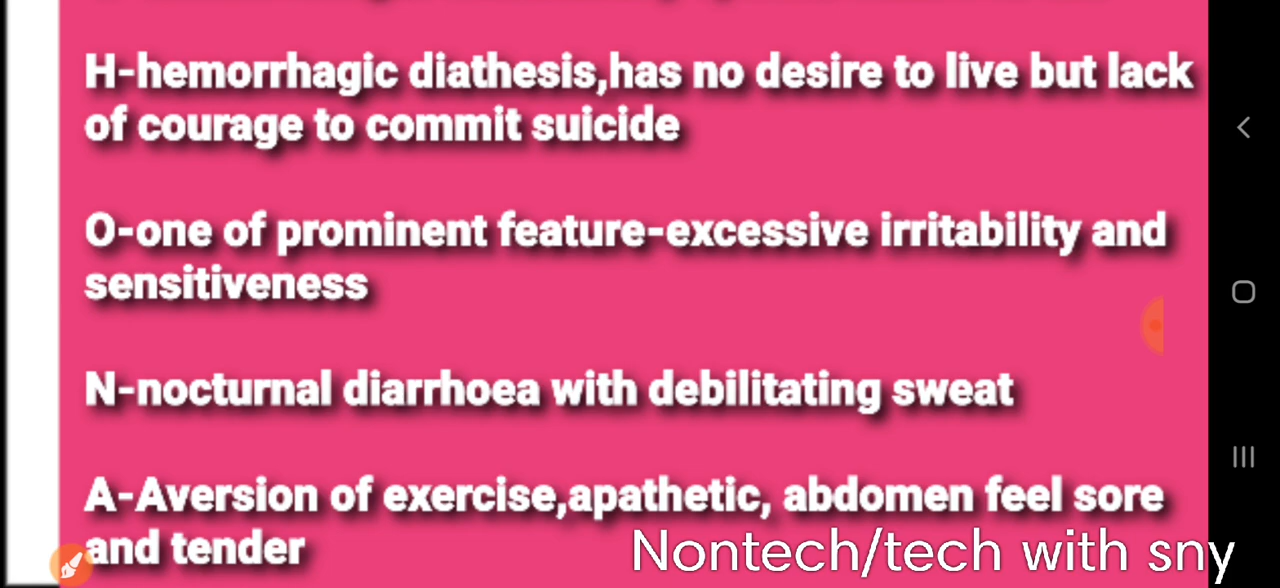 H-hemorrhagic diathesis,has no desire to live but lack
of courage to commit suicide
O-one of prominent feature-excessive irritability and
sensitiveness
N-nocturnal diarrhoea with debilitating sweat
A-Aversion of exercise,apathetic, abdomen feel sore
and tender
Nontech/tech with sny